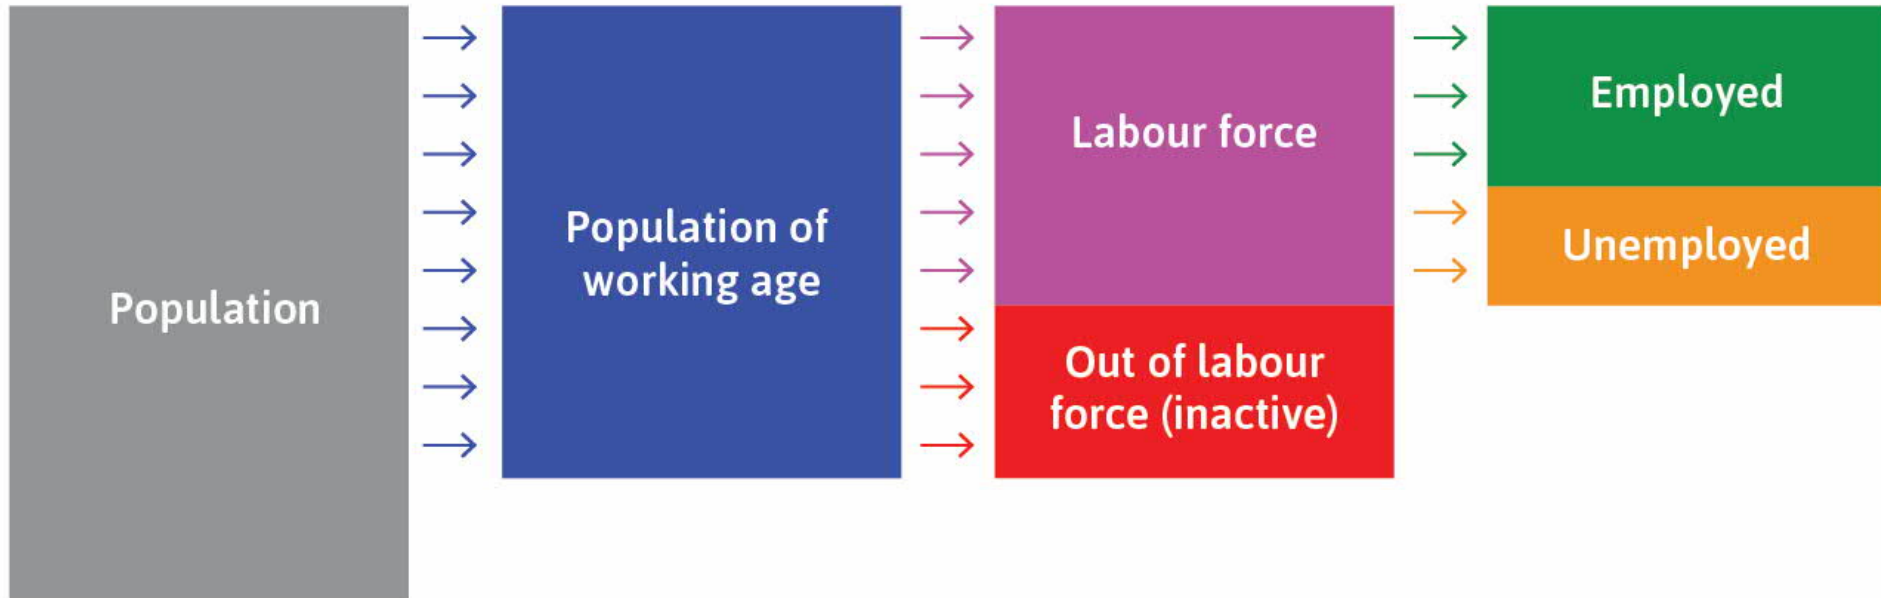 Population
Population of
working age
Labour force
Out of labour
force (inactive)
Employed
Unemployed